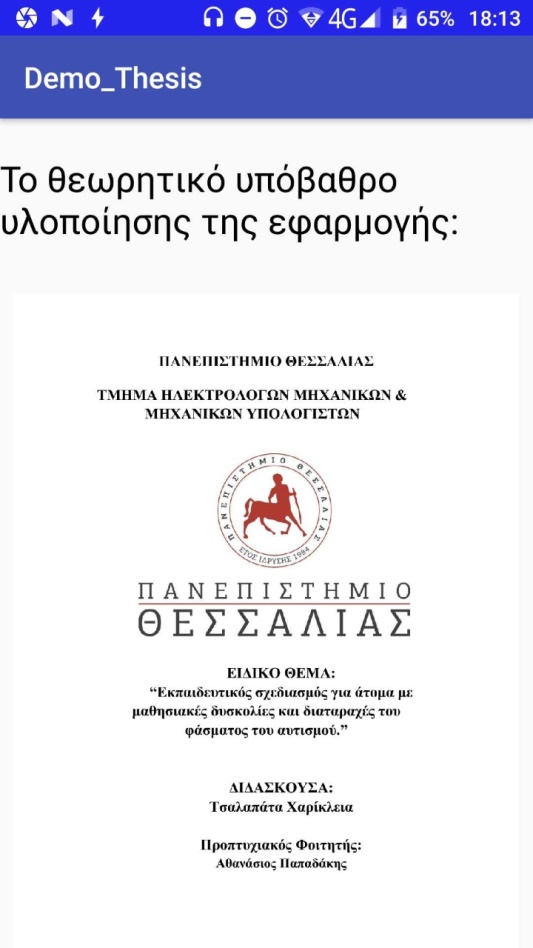 4G 65% 18:13
Demo_Thesis
Το θεωρητικό υπόβαθρο
υλοποίησης της εφαρμογής:
ΠΑΝΕΠΙΣΤΗΜΙΟ ΘΕΣΣΑΛΙΑΣ
ΤΜΗΜΑ ΗΛΕΚΤΡΟΛΟΓΩΝ ΜΗΧΑΝΙΚΩΝ &
ΜΗΧΑΝΙΚΩΝ ΥΠΟΛΟΓΙΣΤΩΝ
ΠΑΝΕΠΙΣΤΗΜΙΟ ΘΕΣΣΑΛΙΑΣ
ΕΤΟΣ ΙΔΡΥΣΗΣ 1984
ΠΑΝΕΠΙΣΤΗΜΙΟ
ΘΕΣΣΑΛΙΑΣ
ΕΙΔΙΚΟ ΘΕΜΑ:
“Εκπαιδευτικός σχεδιασμός για άτομα με
μαθησιακές δυσκολίες και διαταραχές του
φάσματος του αυτισμού.”
ΔΙΔΑΣΚΟΥΣΑ:
Τσαλαπάτα Χαρίκλεια
Προπτυχιακός Φοιτητής:
Αθανάσιος Παπαδάκης